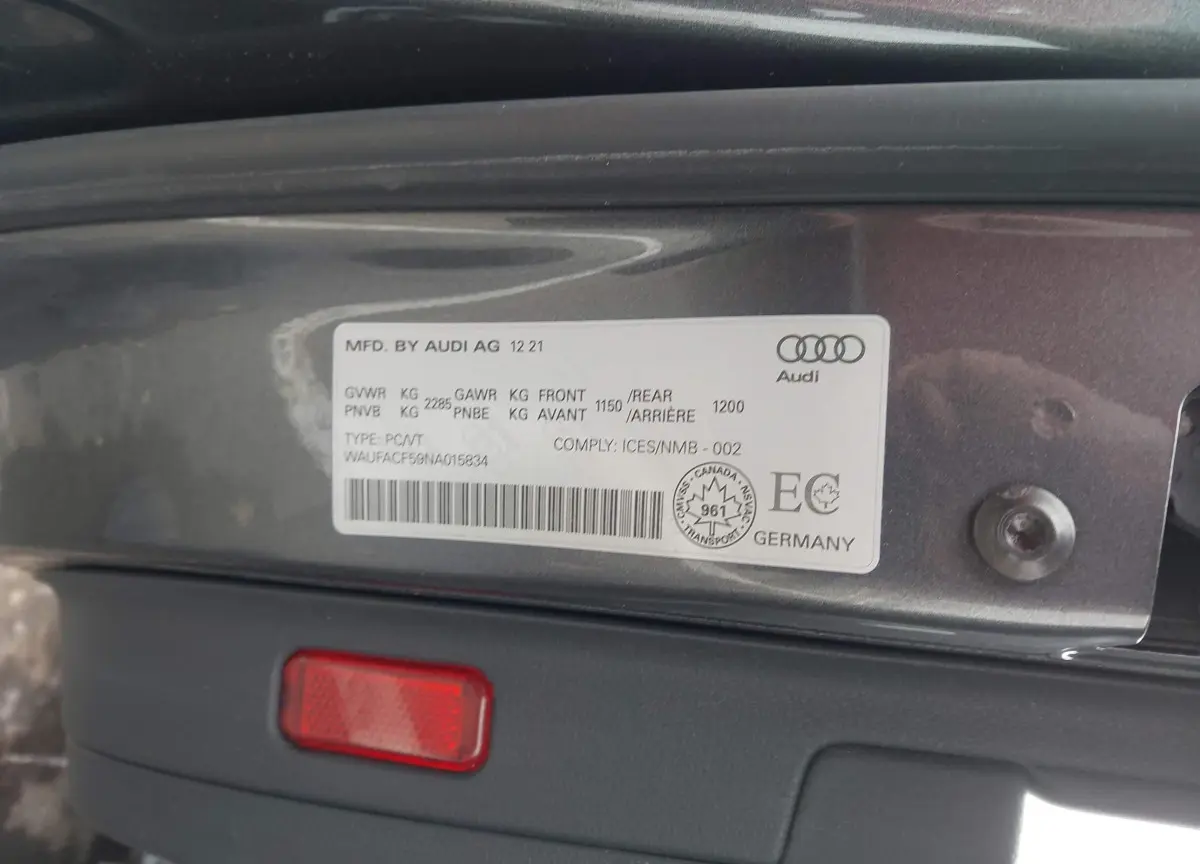 MFD. BY AUDI AG 12 21
Audi
GVWR KG 2285 GAWR KG FRONT 1150 /REAR 1200
PNVB KG PNBE KG AVANT /ARRIÈRE
TYPE: PC/VT
COMPLY: ICES/NMB - 002
WAUFACF59NA015834
CANADA
CMVSS 961 NSVAC
TRANSPORT
EC
GERMANY